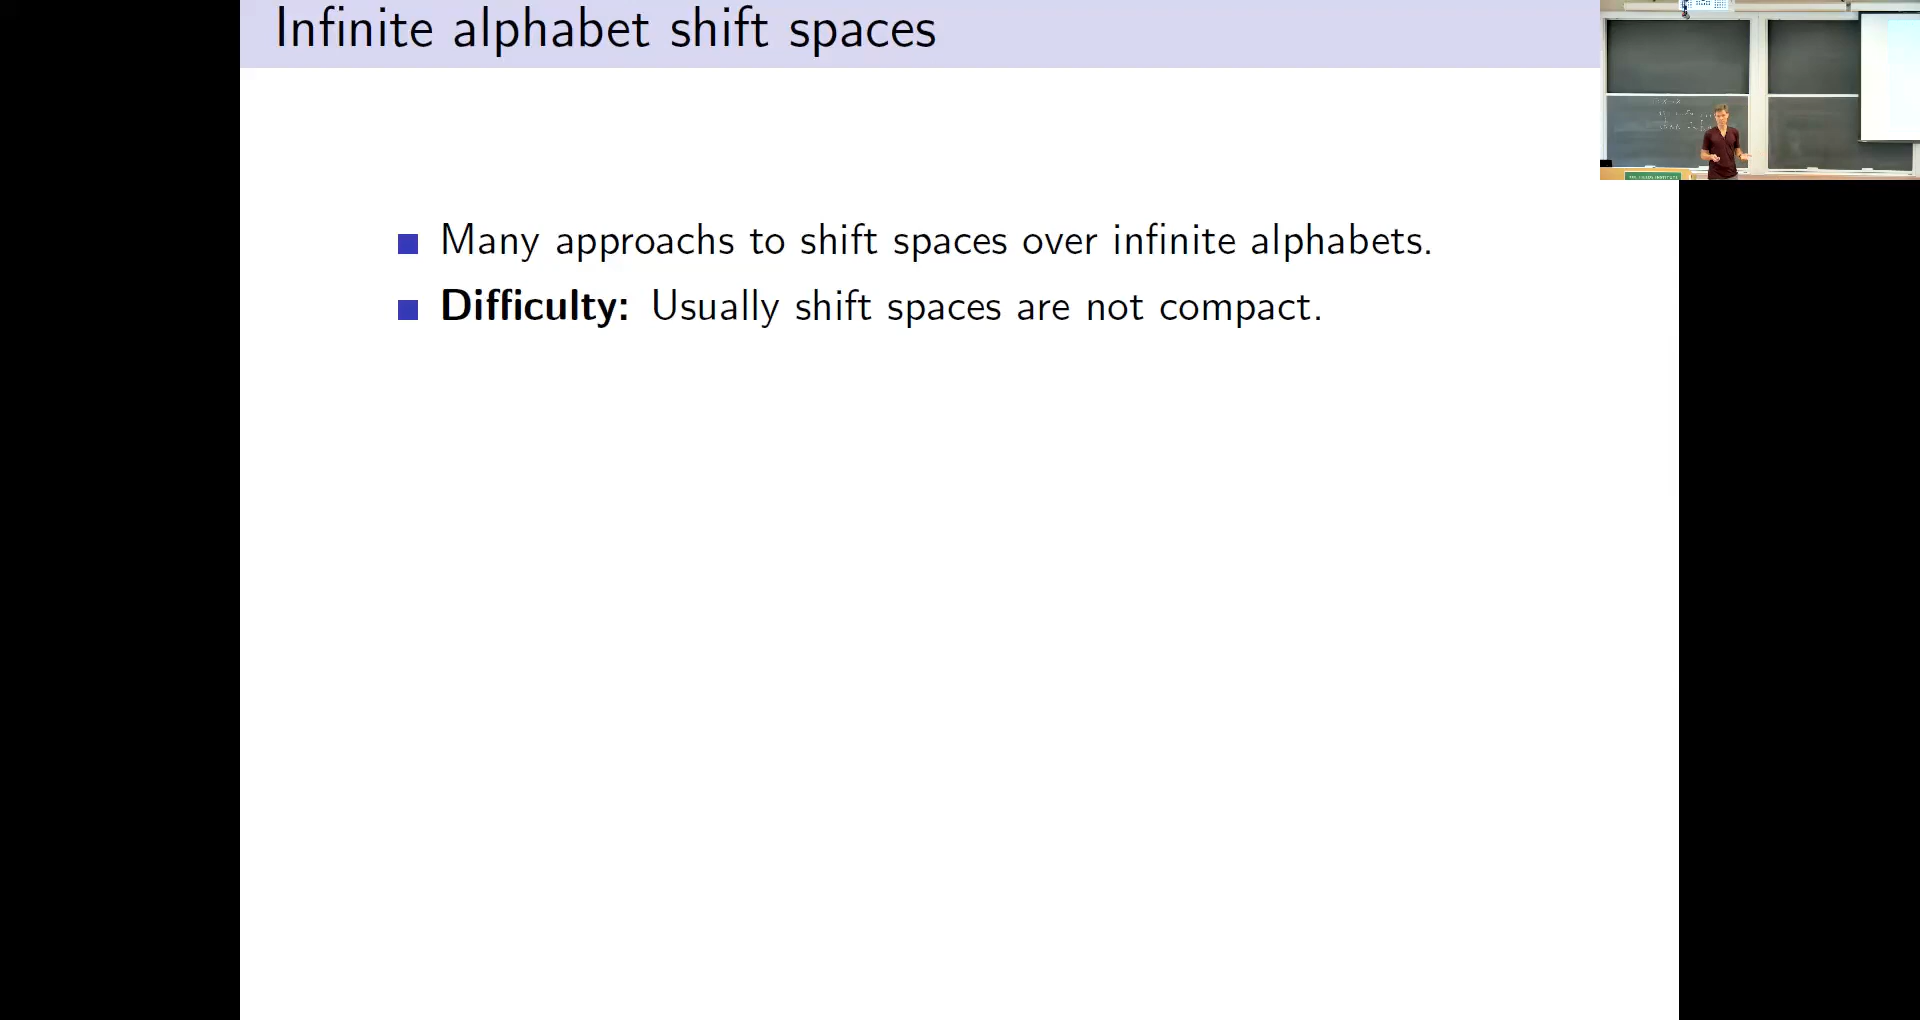 Infinite alphabet shift spaces
Many approachs to shift spaces over infinite alphabets.
Difficulty: Usually shift spaces are not compact.